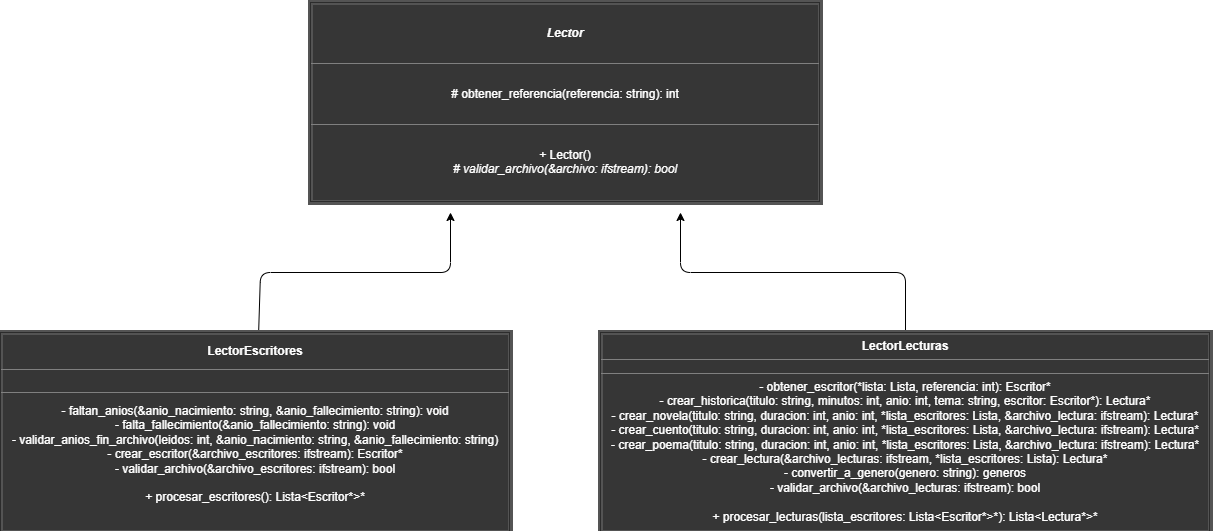 Lector
# obtener_referencia(referencia: string): int
+ Lector()
# validar_archivo(&archivo: ifstream): bool
LectorEscritores
- faltan_anios(&anio_nacimiento: string, &anio_fallecimiento: string): void
- falta_fallecimiento(&anio_fallecimiento: string): void
- validar_anios_fin_archivo(leidos: int, &anio_nacimiento: string, &anio_fallecimiento: string)
- crear_escritor(&archivo_escritores: ifstream): Escritor*
- validar_archivo(&archivo_escritores: ifstream): bool
+ procesar_escritores(): Lista<Escritor*>*
LectorLecturas
- obtener_escritor(*lista: Lista, referencia: int): Escritor*
- crear_historica(titulo: string, minutos: int, anio: int, tema: string, escritor: Escritor*): Lectura*
- crear_novela(titulo: string, duracion: int, anio: int, *lista_escritores: Lista, &archivo_lectura: ifstream): Lectura*
- crear_cuento(titulo: string, duracion: int, anio: int, *lista_escritores: Lista, &archivo_lectura: ifstream): Lectura*
- crear_poema(titulo: string, duracion: int, anio: int, *lista_escritores: Lista, &archivo_lectura: ifstream): Lectura*
- crear_lectura(&archivo_lecturas: ifstream, *lista_escritores: Lista): Lectura*
- convertir_a_genero(genero: string): generos
- validar_archivo(&archivo_lecturas: ifstream): bool
+ procesar_lecturas(lista_escritores: Lista<Escritor*>*): Lista<Lectura*>*